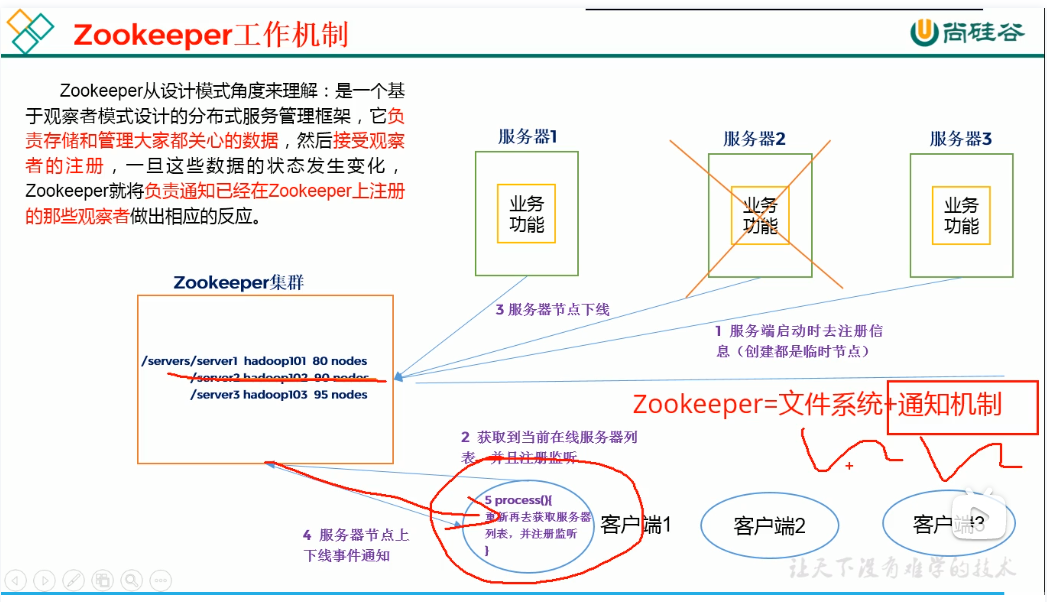 Zookeeper工作机制
尚硅谷
Zookeeper从设计模式角度来理解：是一个基
于观察者模式设计的分布式服务管理框架，它负
责存储和管理大家都关心的数据，然后接受观察
者的注册，一旦这些数据的状态发生变化，
Zookeeper就将负责通知已经在Zookeeper上注册
的那些观察者做出相应的反应。
服务器1
服务器2
服务器3
业务
功能
业务
功能
业务
功能
Zookeeper集群
3 服务器节点下线
1 服务端启动时去注册信
息（创建都是临时节点）
/servers/server1 hadoop101 80 nodes
/server2 hadoop102 90 nodes
/server3 hadoop103 95 nodes
Zookeeper=文件系统+通知机制
2 获取到当前在线服务器列
表，并且注册监听
5 process(){
重新再去获取服务器
列表，并注册监听
}
客户端1
客户端2
客户端3
4 服务器节点上
下线事件通知
让天下没有难学的技术